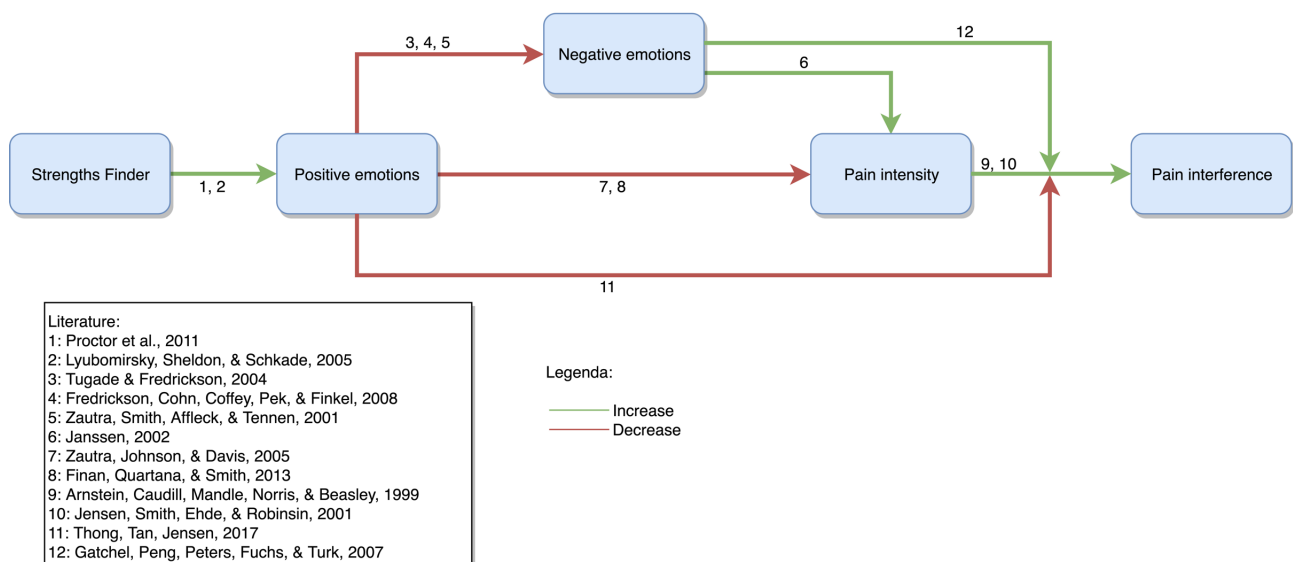 12
3, 4, 5
Negative emotions
6
Strengths Finder
1, 2
Positive emotions
7, 8
Pain intensity
9, 10
Pain interference
11
Literature:
1: Proctor et al., 2011
2: Lyubomirsky, Sheldon, & Schkade, 2005
3: Tugade & Fredrickson, 2004
4: Fredrickson, Cohn, Coffey, Pek, & Finkel, 2008
5: Zautra, Smith, Affleck, & Tennen, 2001
6: Janssen, 2002
7: Zautra, Johnson, & Davis, 2005
8: Finan, Quartana, & Smith, 2013
9: Arnstein, Caudill, Mandle, Norris, & Beasley, 1999
10: Jensen, Smith, Ehde, & Robinsin, 2001
11: Thong, Tan, Jensen, 2017
12: Gatchel, Peng, Peters, Fuchs, & Turk, 2007
Legenda:
Increase
Decrease